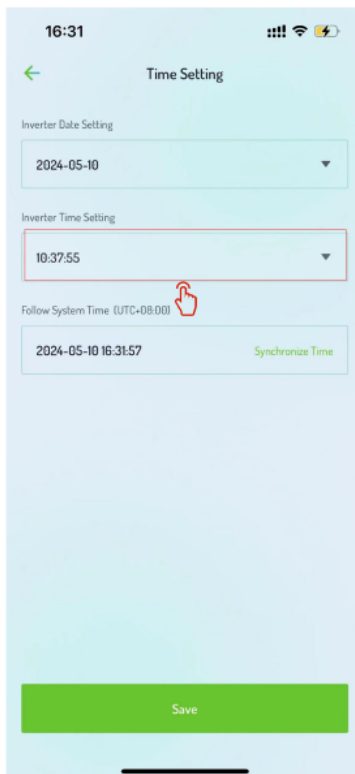 16:31
Time Setting
Inverter Date Setting
2024-05-10
Inverter Time Setting
10:37:55
Follow System Time (UTC+08:00)
2024-05-10 16:31:57 Synchronize Time
Save